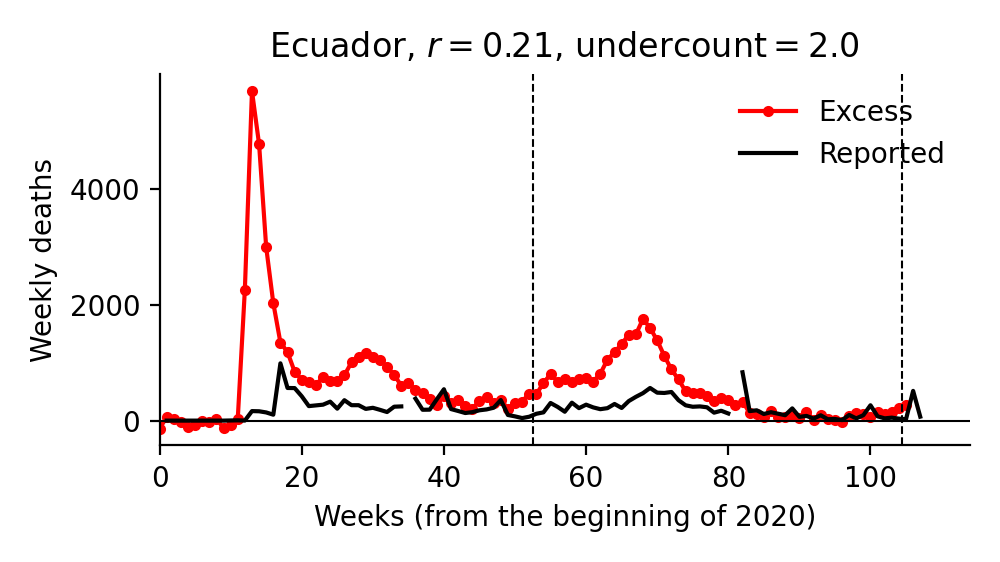 Ecuador, r = 0.21, undercount = 2.0
Excess
Reported
Weekly deaths
4000
2000
0
0 20 40 60 80 100
Weeks (from the beginning of 2020)